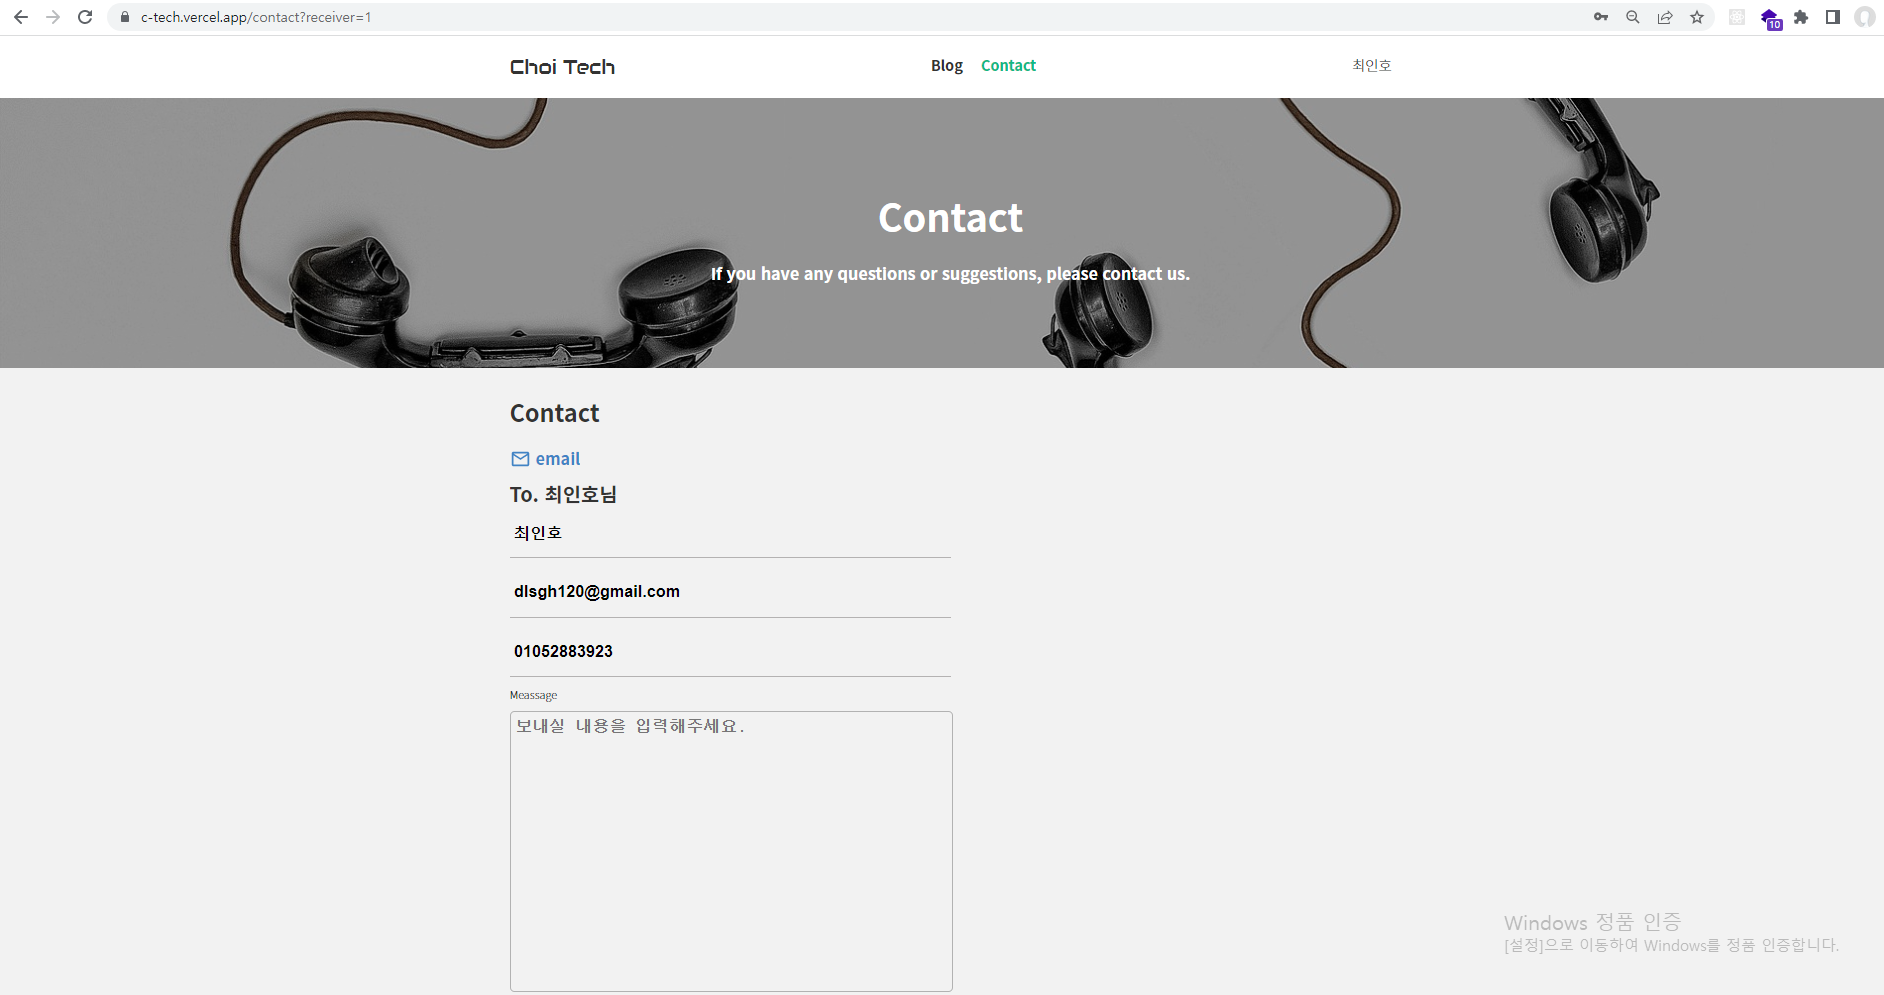 c-tech.vercel.app/contact?receiver=1
10
Choi Tech
Blog Contact
최인호
Contact
If you have any questions or suggestions, please contact us.
Contact
email
To. 최인호님
최인호
dlsgh120@gmail.com
01052883923
Meassage
보내실 내용을 입력해주세요.
Windows 정품 인증
[설정]으로 이동하여 Windows를 정품 인증합니다.